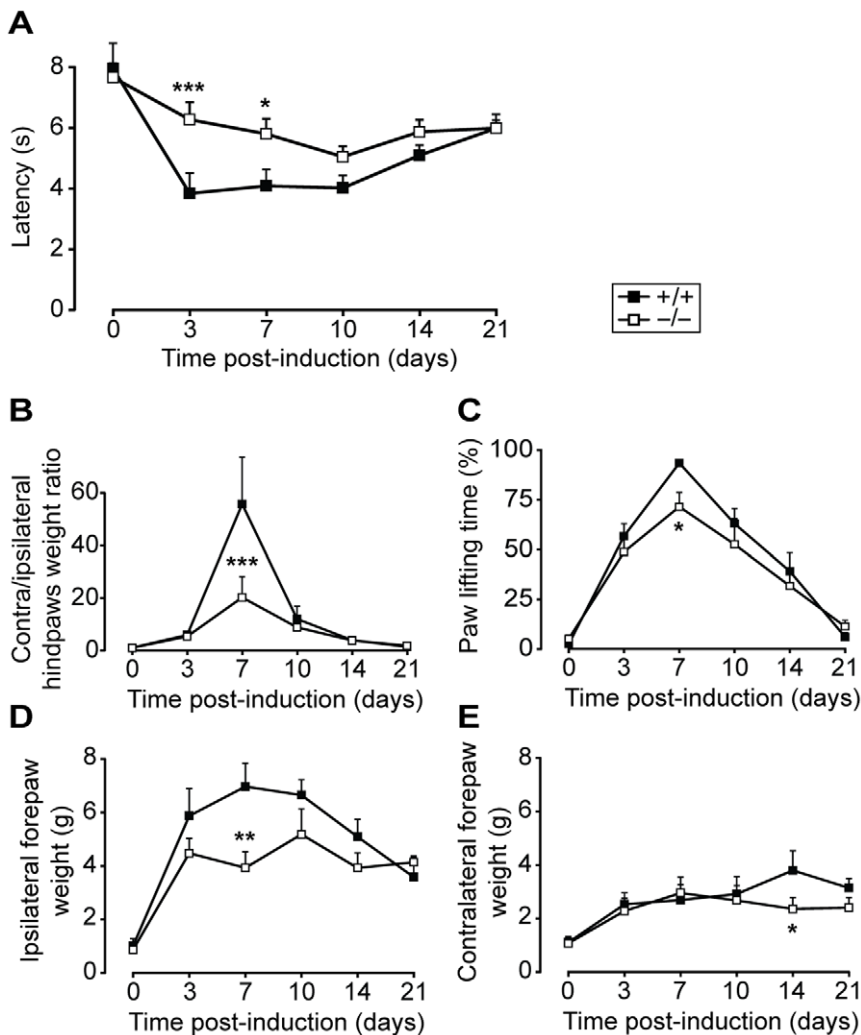 A
8
6
4
2
0
Latency (s)
***
*
0 3 7 10 14 21
Time post-induction (days)
+/+
−/−
B
60
40
20
0
Contra/ipsilateral
hindpaws weight ratio
***
0 3 7 10 14 21
Time post-induction (days)
C
100
75
50
25
0
Paw lifting time (%)
*
0 3 7 10 14 21
Time post-induction (days)
D
8
6
4
2
0
Ipsilateral forepaw
weight (g)
**
0 3 7 10 14 21
Time post-induction (days)
E
8
6
4
2
0
Contralateral forepaw
weight (g)
*
0 3 7 10 14 21
Time post-induction (days)